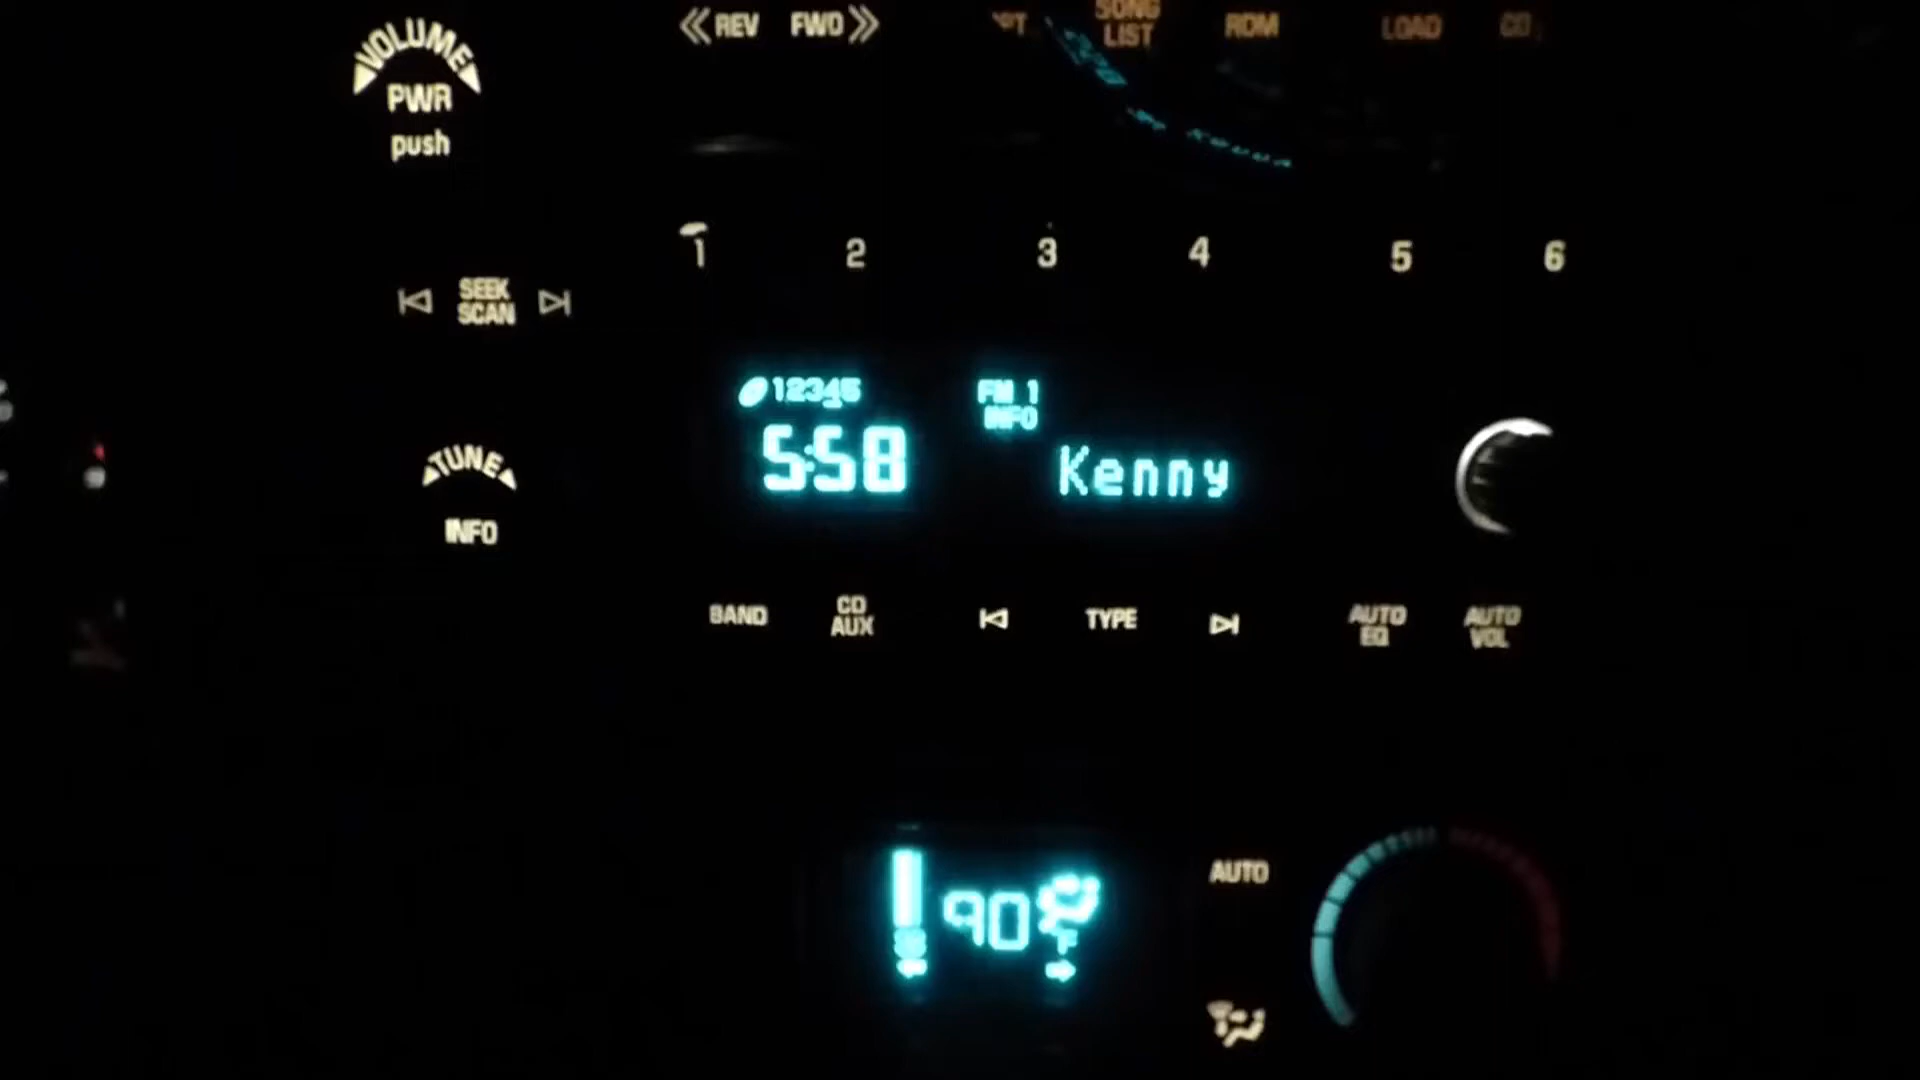 REV FWD
SONG
LIST
RDM
LOAD
VOLUME
PWR
push
1 2 3 4 5 6
SEEK
SCAN
12345
FM 1
INFO
5:58
Kenny
TUNE
INFO
BAND
CD
AUX
TYPE
AUTO
EQ
AUTO
VOL
90
F
AUTO